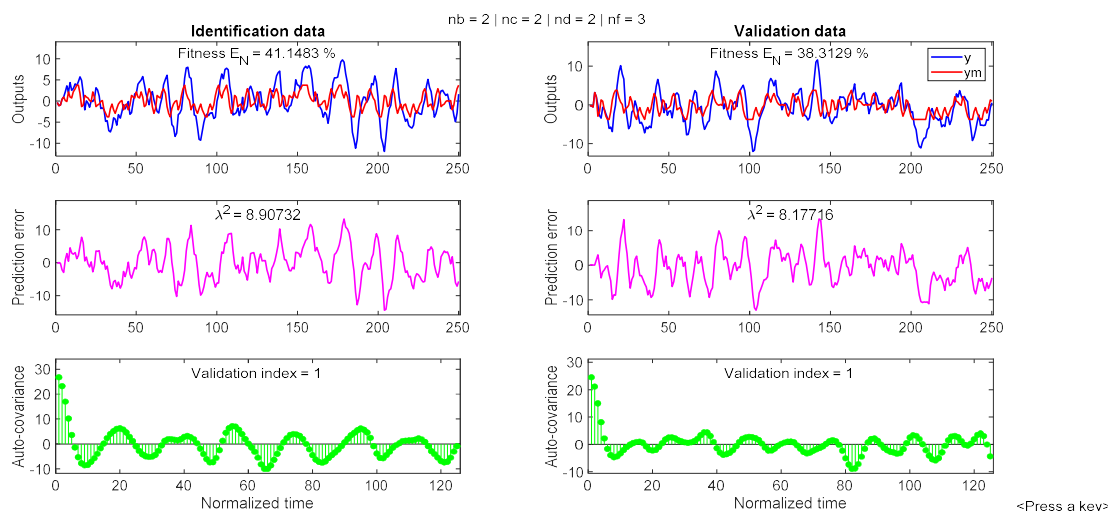 nb = 2 | nc = 2 | nd = 2 | nf = 3
Identification data
Fitness E_N = 41.1483 %
Outputs
10
5
0
-5
-10
0 50 100 150 200 250
λ² = 8.90732
Prediction error
10
0
-10
0 50 100 150 200 250
Validation index = 1
Auto-covariance
30
20
10
0
-10
0 20 40 60 80 100 120
Normalized time
Validation data
Fitness E_N = 38.3129 %
y
ym
Outputs
10
0
-10
0 50 100 150 200 250
λ² = 8.17716
Prediction error
10
0
-10
0 50 100 150 200 250
Validation index = 1
Auto-covariance
30
20
10
0
-10
0 20 40 60 80 100 120
Normalized time
<Press a key>